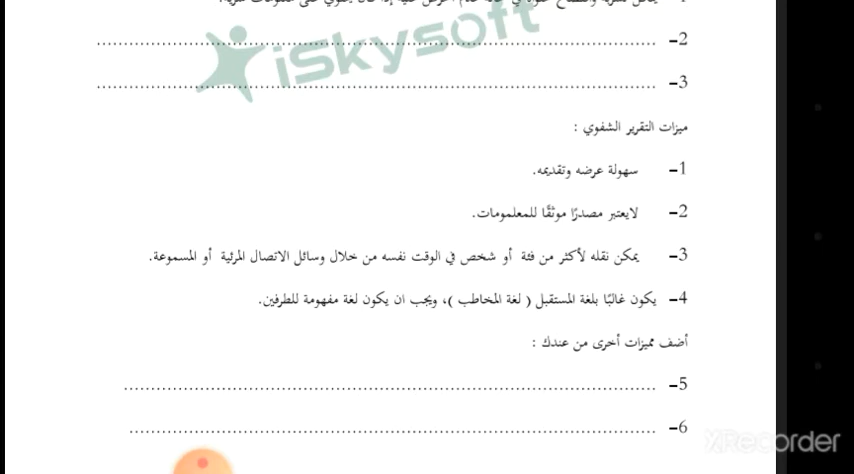 iSkysoft
-2 ........................................................................
-3 ........................................................................
ميزات التقرير الشفوي :
-1 سهولة عرضه وتقديمه.
-2 لايعتبر مصدرًا موثقًا للمعلمومات.
-3 يمكن نقله لأكثر من فئة أو شخص في الوقت نفسه من خلال وسائل الاتصال المرئية أو المسموعة.
-4 يكون غالبًا بلغة المستقبل ( لغة المخاطب )، ويجب ان يكون لغة مفهومة للطرفين.
أضف مميزات أخرى من عندك :
-5 ........................................................................
-6 ........................................................................
XRecorder